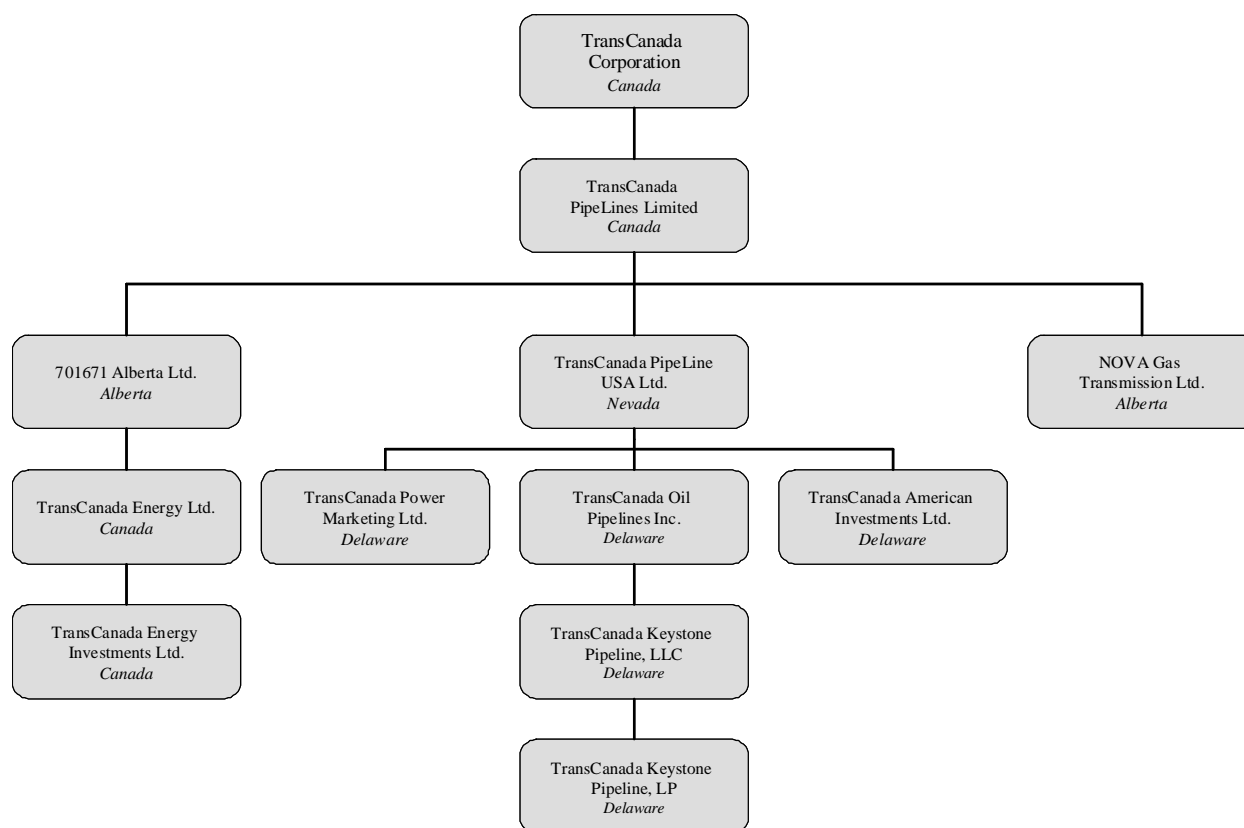 TransCanada
Corporation
Canada
TransCanada
PipeLines Limited
Canada
701671 Alberta Ltd.
Alberta
TransCanada PipeLine
USA Ltd.
Nevada
NOVA Gas
Transmission Ltd.
Alberta
TransCanada Energy Ltd.
Canada
TransCanada Power
Marketing Ltd.
Delaware
TransCanada Oil
Pipelines Inc.
Delaware
TransCanada American
Investments Ltd.
Delaware
TransCanada Energy
Investments Ltd.
Canada
TransCanada Keystone
Pipeline, LLC
Delaware
TransCanada Keystone
Pipeline, LP
Delaware